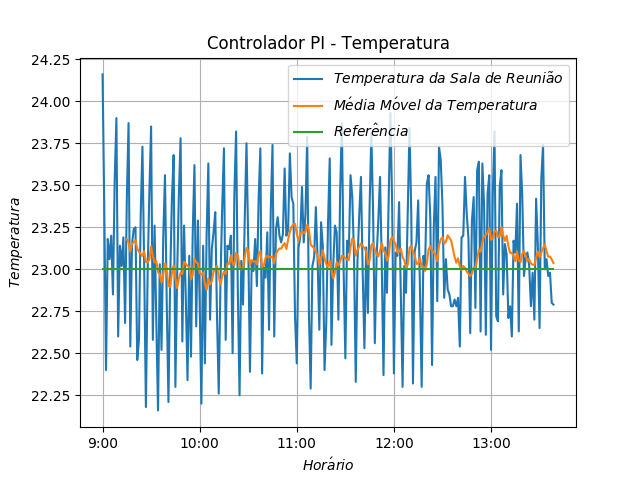 Controlador PI - Temperatura
Temperatura da Sala de Reunião
Média Móvel da Temperatura
Referência
Temperatura
24.25
24.00
23.75
23.50
23.25
23.00
22.75
22.50
22.25
9:00 10:00 11:00 12:00 13:00
Horário